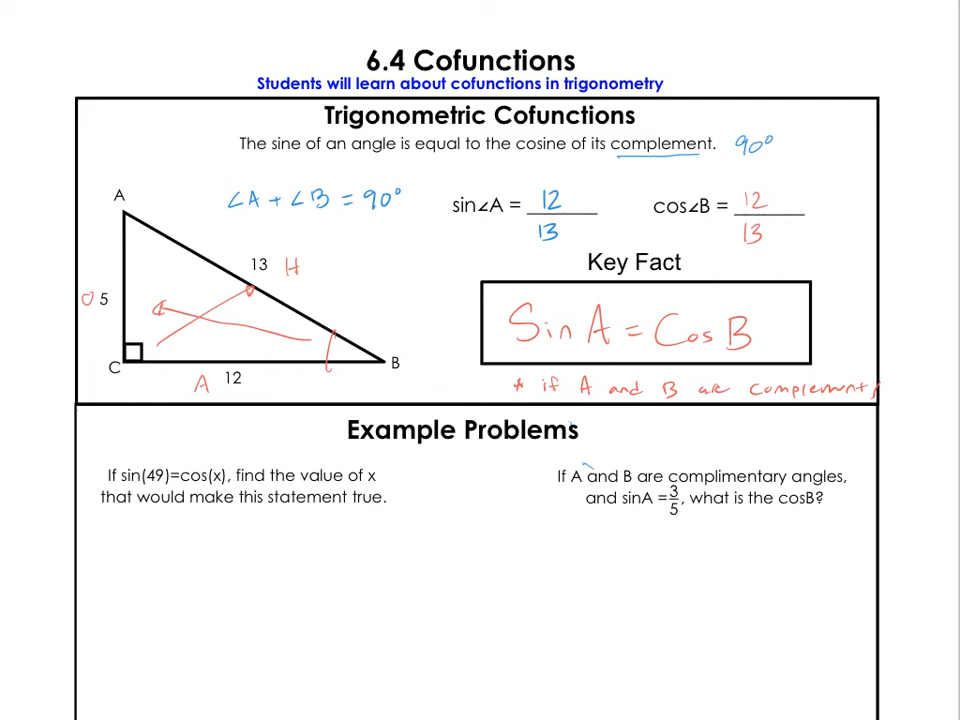 6.4 Cofunctions
Students will learn about cofunctions in trigonometry
Trigonometric Cofunctions
The sine of an angle is equal to the cosine of its complement. 90°
A
∠A + ∠B = 90°
sin∠A = 12/13
cos∠B = 12/13
13 H
Key Fact
O 5
Sin A = Cos B
C
B
A 12
* if A and B are complements
Example Problems
If sin(49)=cos(x), find the value of x
that would make this statement true.
If A and B are complimentary angles,
and sinA = 3/5, what is the cosB?